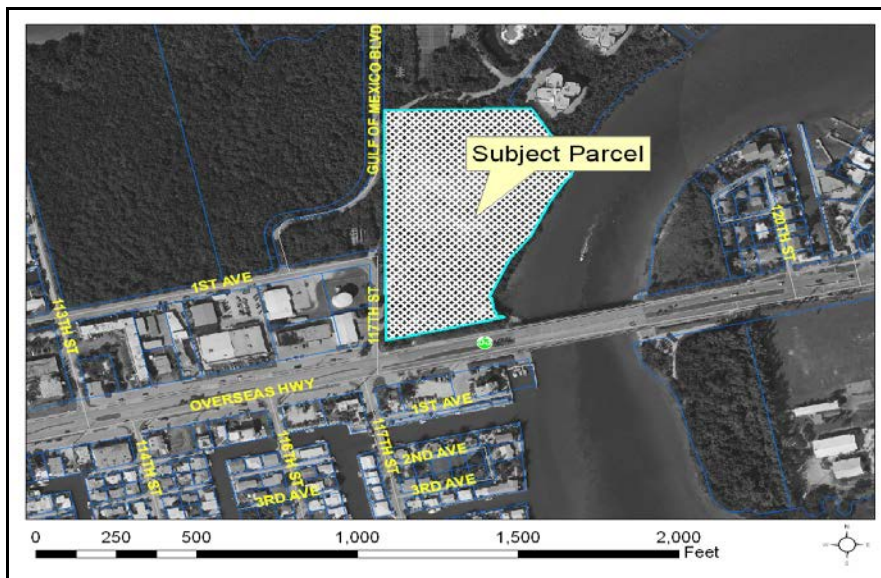 GULF OF MEXICO BLVD
Subject Parcel
120TH ST
1ST AVE
113TH ST
117TH ST
OVERSEAS HWY
1ST AVE
114TH ST
116TH ST
117TH ST
2ND AVE
3RD AVE
3RD AVE
0 250 500 1,000 1,500 2,000
Feet
N
S